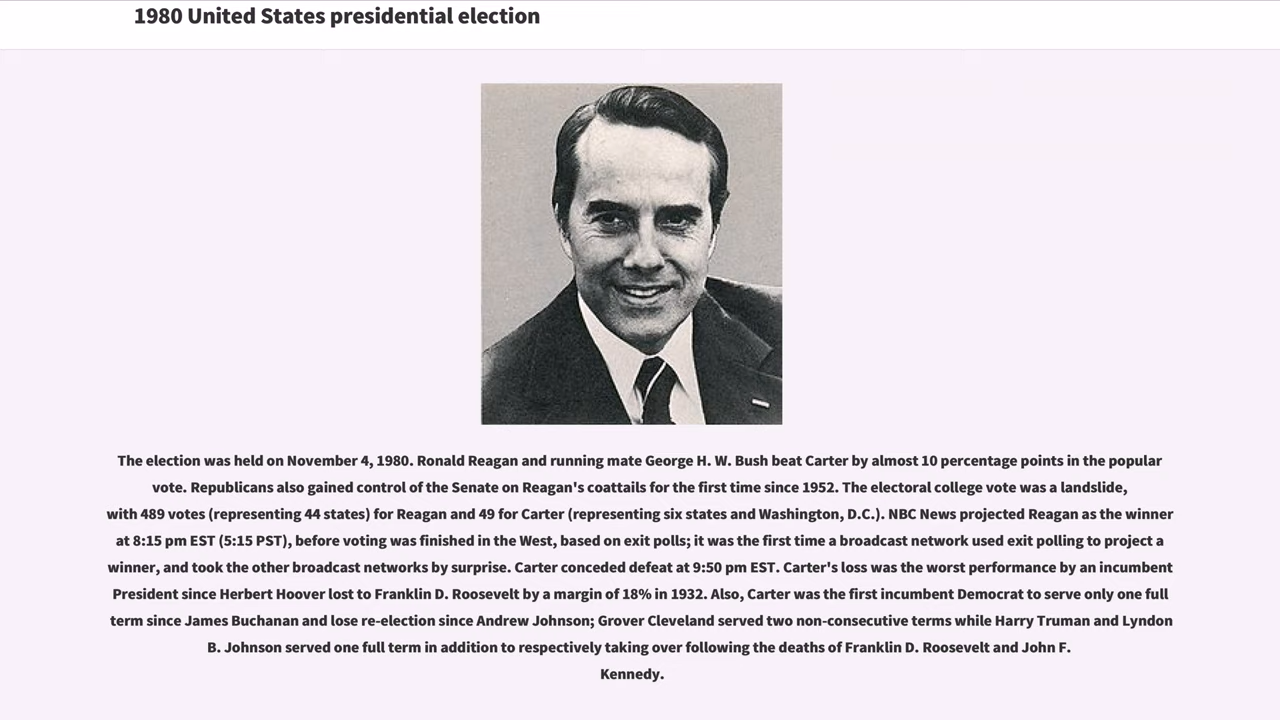 1980 United States presidential election
The election was held on November 4, 1980. Ronald Reagan and running mate George H. W. Bush beat Carter by almost 10 percentage points in the popular
vote. Republicans also gained control of the Senate on Reagan's coattails for the first time since 1952. The electoral college vote was a landslide,
with 489 votes (representing 44 states) for Reagan and 49 for Carter (representing six states and Washington, D.C.). NBC News projected Reagan as the winner
at 8:15 pm EST (5:15 PST), before voting was finished in the West, based on exit polls; it was the first time a broadcast network used exit polling to project a
winner, and took the other broadcast networks by surprise. Carter conceded defeat at 9:50 pm EST. Carter's loss was the worst performance by an incumbent
President since Herbert Hoover lost to Franklin D. Roosevelt by a margin of 18% in 1932. Also, Carter was the first incumbent Democrat to serve only one full
term since James Buchanan and lose re-election since Andrew Johnson; Grover Cleveland served two non-consecutive terms while Harry Truman and Lyndon
B. Johnson served one full term in addition to respectively taking over following the deaths of Franklin D. Roosevelt and John F.
Kennedy.